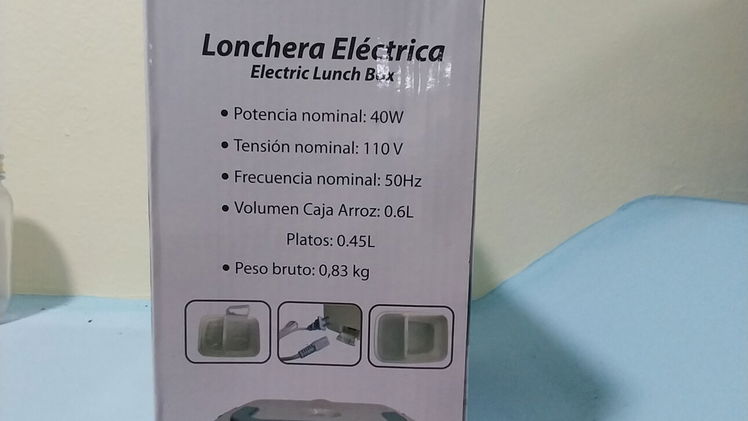 Lonchera Eléctrica
Electric Lunch Box
• Potencia nominal: 40W
• Tensión nominal: 110 V
• Frecuencia nominal: 50Hz
• Volumen Caja Arroz: 0.6L
Platos: 0.45L
• Peso bruto: 0,83 kg